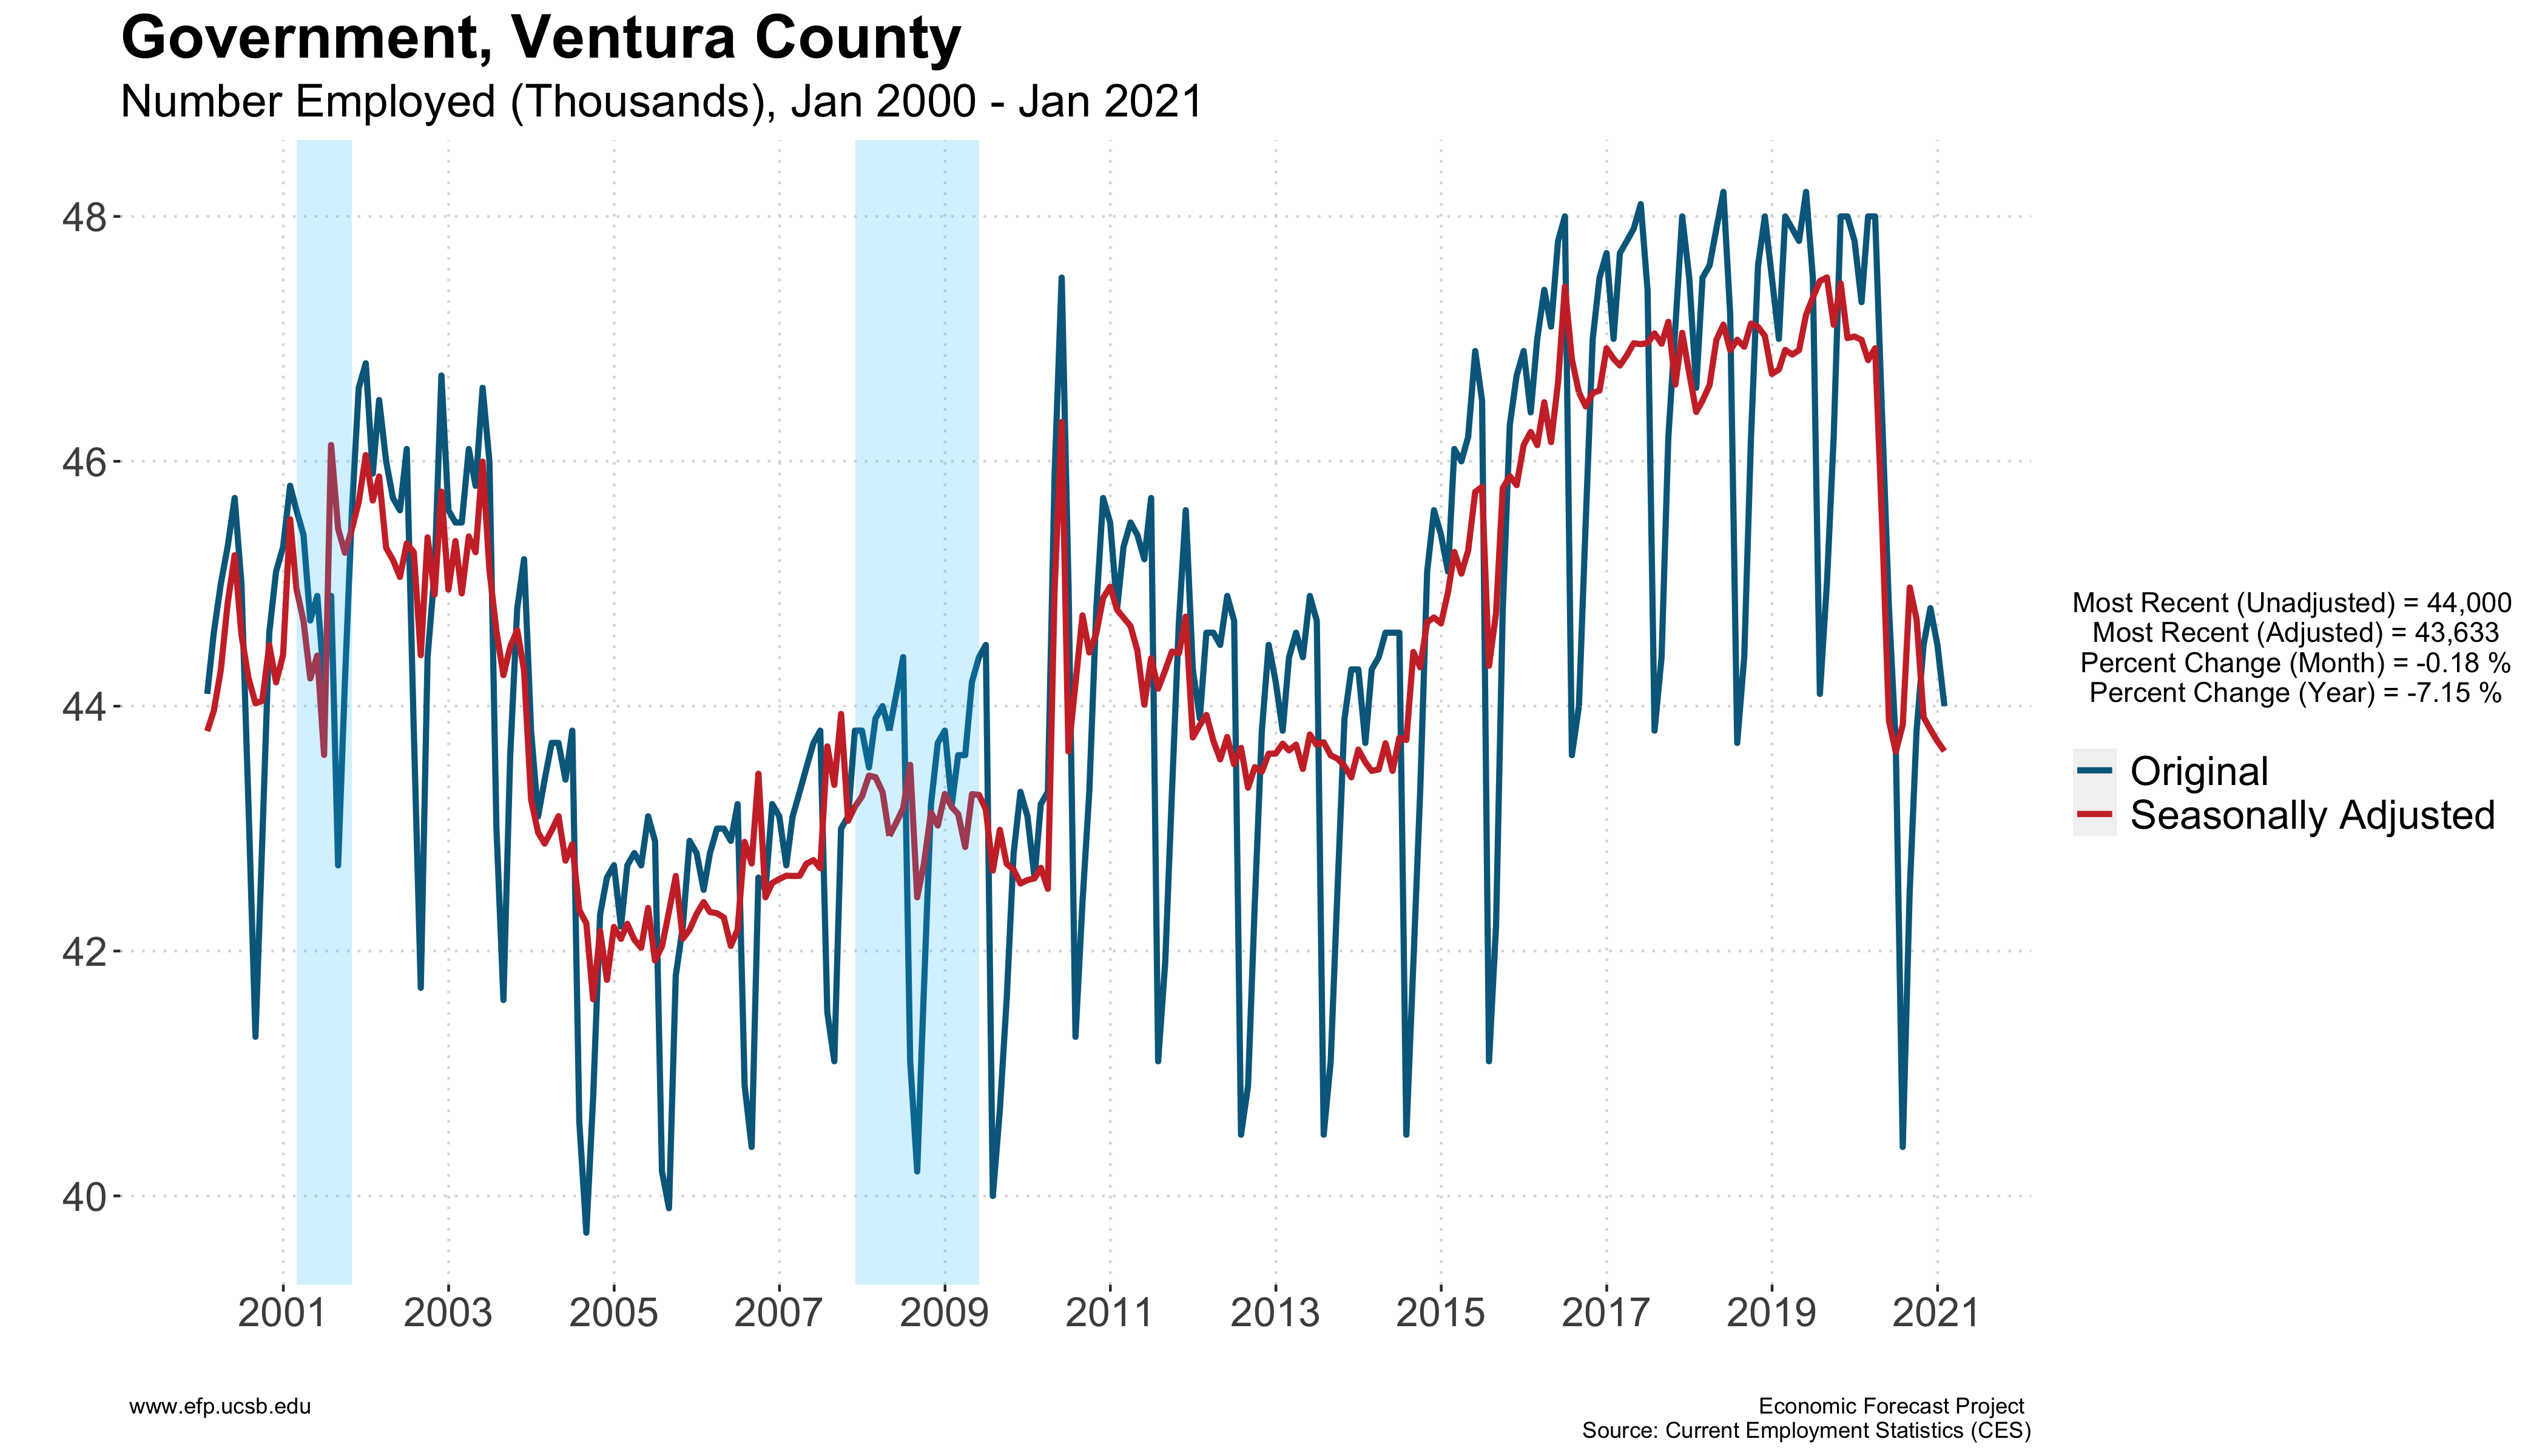 Government, Ventura County
Number Employed (Thousands), Jan 2000 - Jan 2021
48
46
44
42
40
2001 2003 2005 2007 2009 2011 2013 2015 2017 2019 2021
Most Recent (Unadjusted) = 44,000
Most Recent (Adjusted) = 43,633
Percent Change (Month) = -0.18 %
Percent Change (Year) = -7.15 %
Original
Seasonally Adjusted
www.efp.ucsb.edu
Economic Forecast Project
Source: Current Employment Statistics (CES)